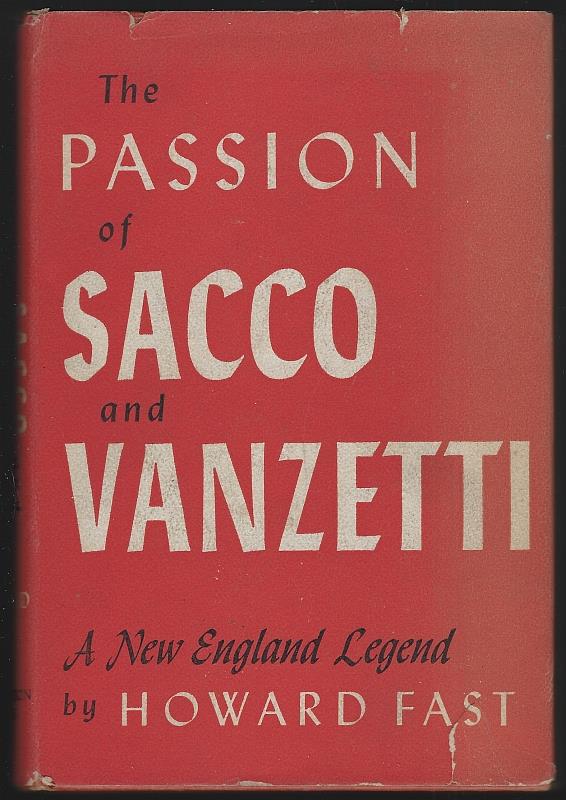 The
PASSION
of
SACCO
and
VANZETTI
A New England Legend
by HOWARD FAST